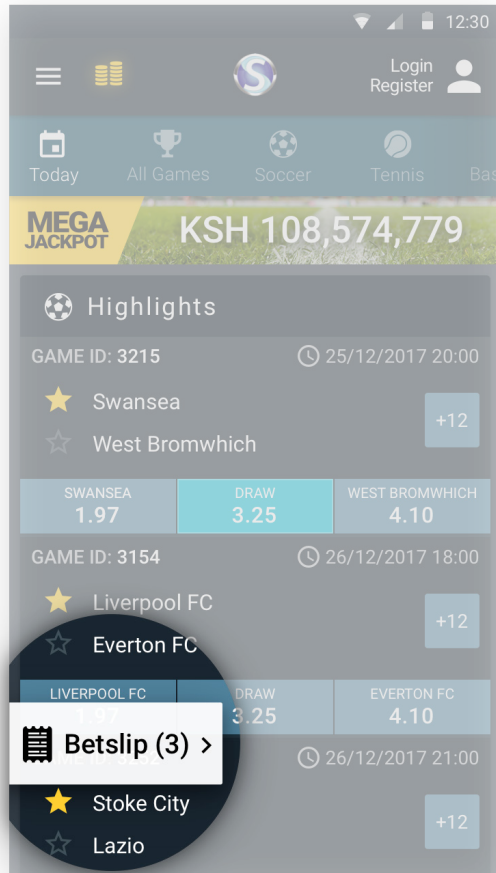 12:30
Login
Register
Today
All Games
Soccer
Tennis
Bas
MEGA
JACKPOT
KSH 108,574,779
Highlights
GAME ID: 3215
25/12/2017 20:00
Swansea
West Bromwhich
+12
SWANSEA
1.97
DRAW
3.25
WEST BROMWHICH
4.10
GAME ID: 3154
26/12/2017 18:00
Liverpool FC
Everton FC
+12
LIVERPOOL FC
1.97
DRAW
3.25
EVERTON FC
4.10
Betslip (3) >
26/12/2017 21:00
Stoke City
Lazio
+12